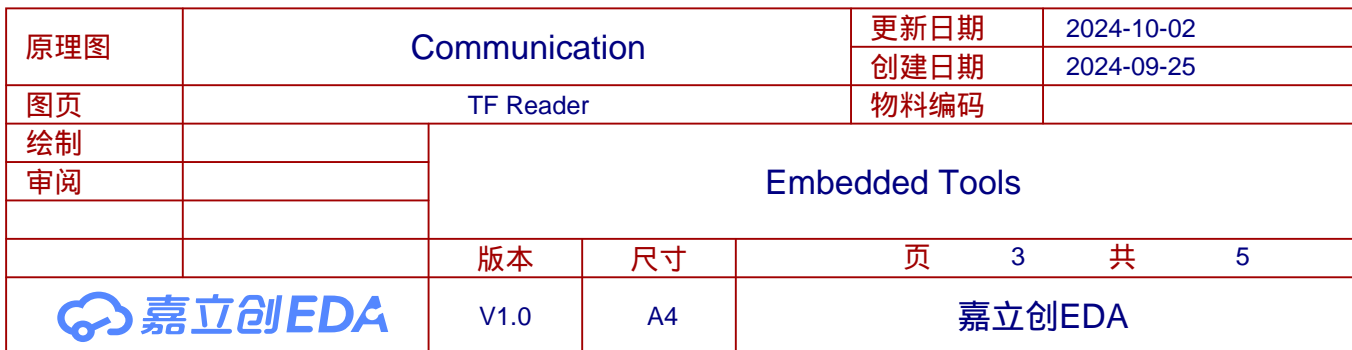 原理图 Communication 更新日期 2024-10-02
创建日期 2024-09-25
图页 TF Reader 物料编码
绘制
审阅
Embedded Tools
版本 尺寸 页 3 共 5
嘉立创EDA V1.0 A4 嘉立创EDA